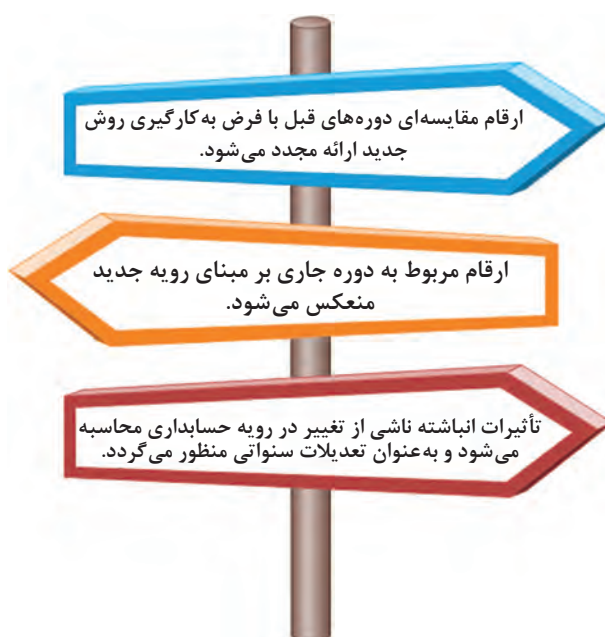 ارقام مقایسه‌ای دوره‌های قبل با فرض به‌کارگیری روش
جدید ارائه مجدد می‌شود.
ارقام مربوط به دوره جاری بر مبنای رویه جدید
منعکس می‌شود.
تأثیرات انباشته ناشی از تغییر در رویه حسابداری محاسبه
می‌شود و به‌عنوان تعدیلات سنواتی منظور می‌گردد.